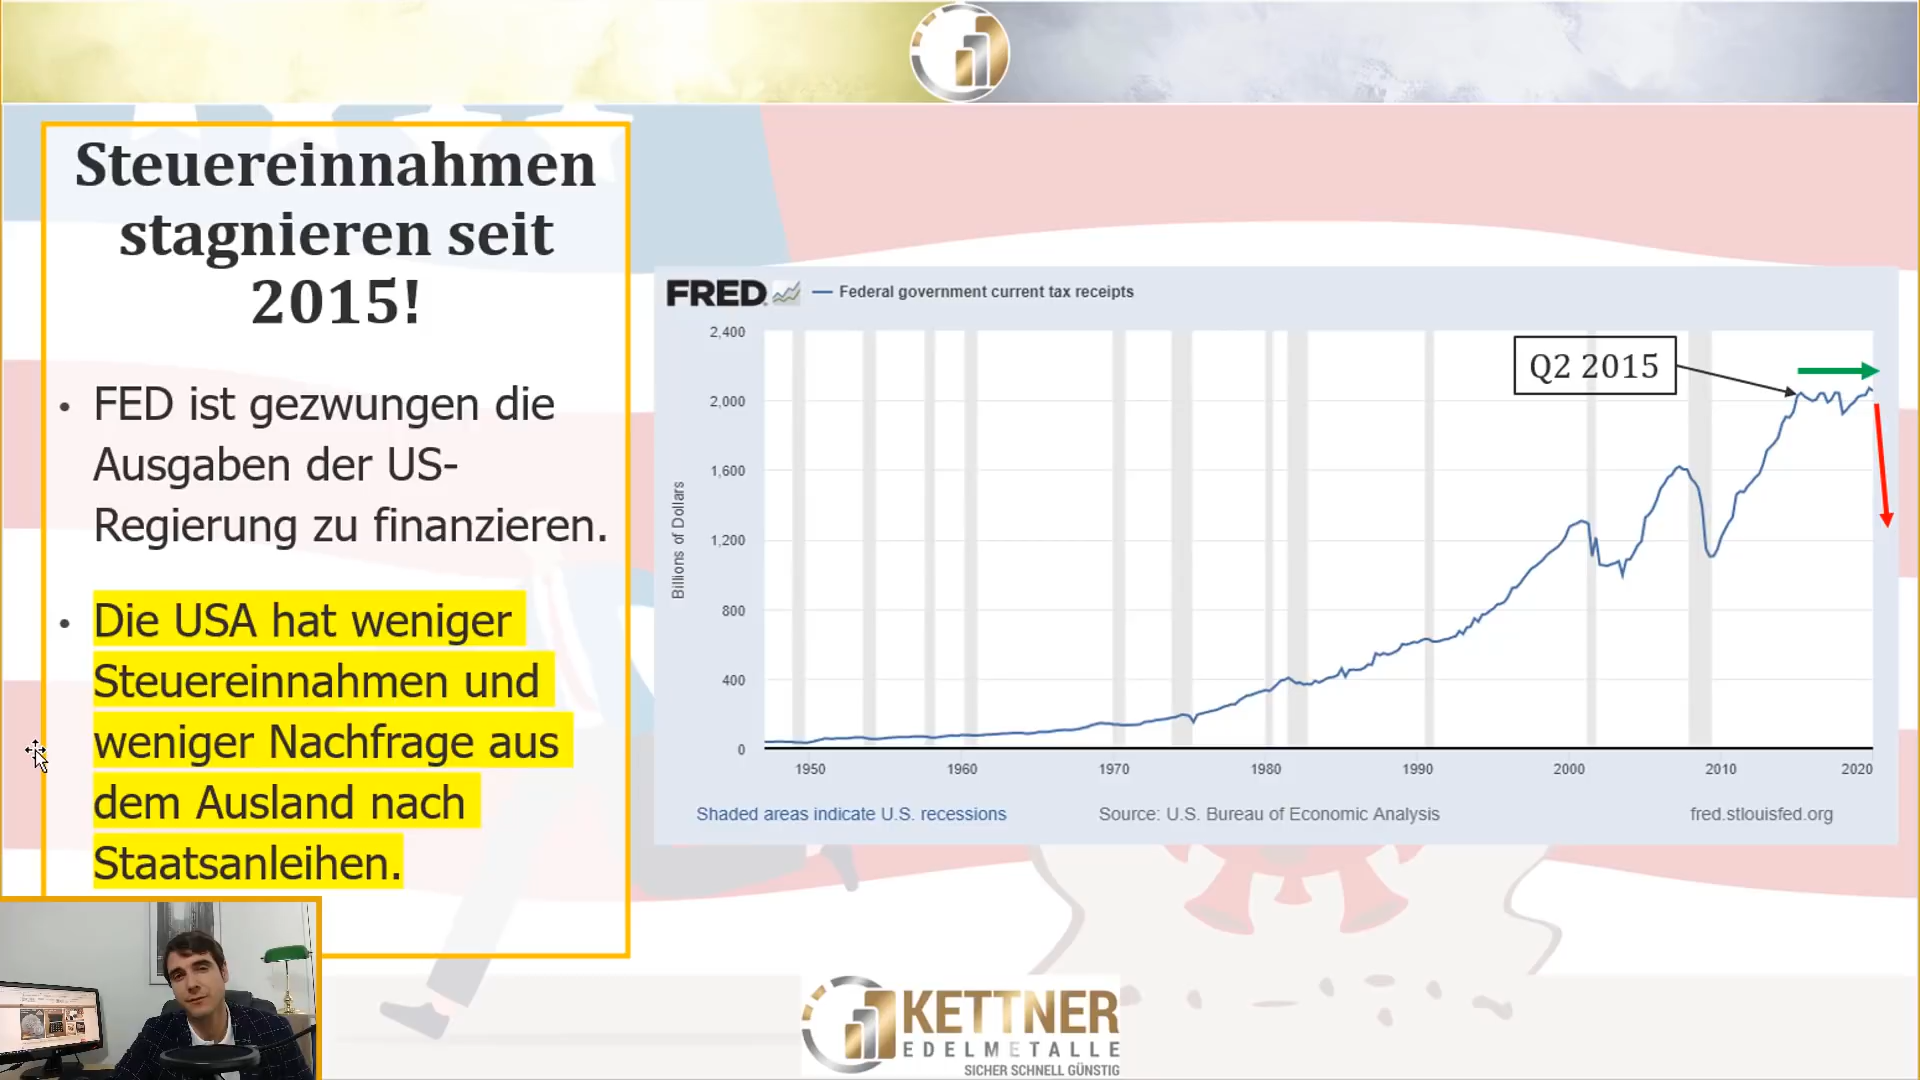 Steuereinnahmen
stagnieren seit
2015!
• FED ist gezwungen die
Ausgaben der US-
Regierung zu finanzieren.
• Die USA hat weniger
Steuereinnahmen und
weniger Nachfrage aus
dem Ausland nach
Staatsanleihen.
FRED — Federal government current tax receipts
Billions of Dollars
2,400
2,000
1,600
1,200
800
400
0
Q2 2015
1950 1960 1970 1980 1990 2000 2010 2020
Shaded areas indicate U.S. recessions Source: U.S. Bureau of Economic Analysis fred.stlouisfed.org
KETTNER
EDELMETALLE
SICHER SCHNELL GÜNSTIG